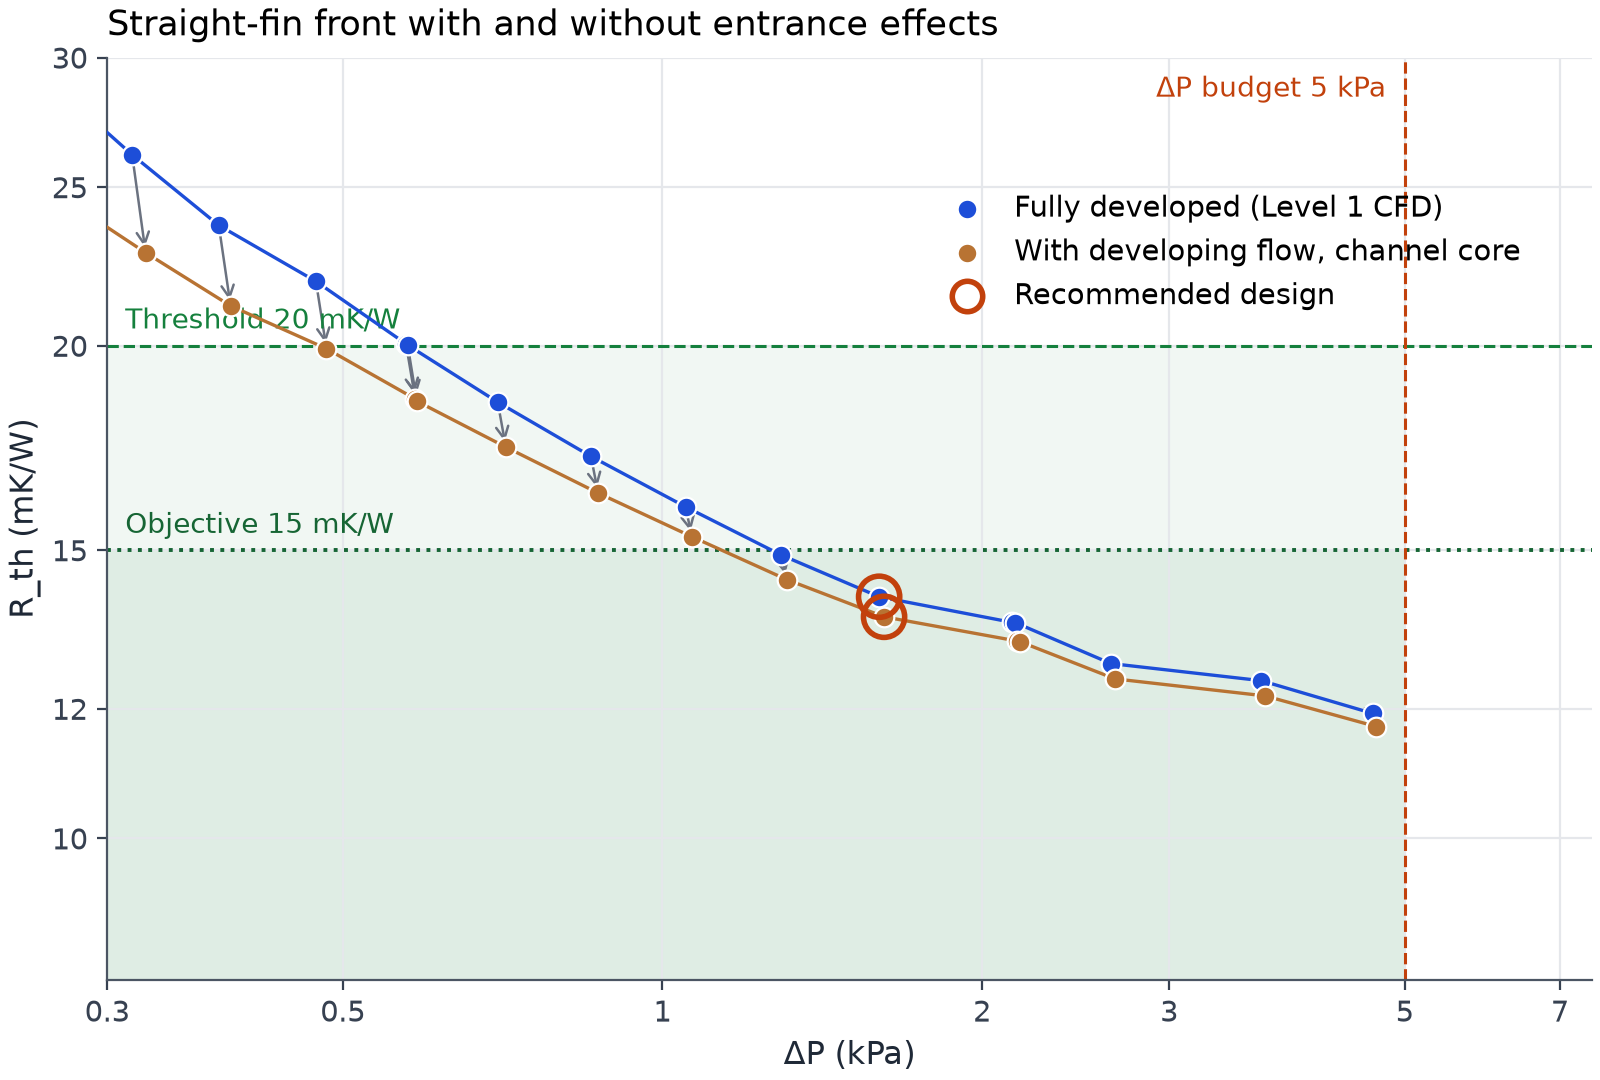 Straight-fin front with and without entrance effects
30
25
20
15
12
10
R_th (mK/W)
ΔP budget 5 kPa
Fully developed (Level 1 CFD)
With developing flow, channel core
Recommended design
Threshold 20 mK/W
Objective 15 mK/W
0.3 0.5 1 2 3 5 7
ΔP (kPa)